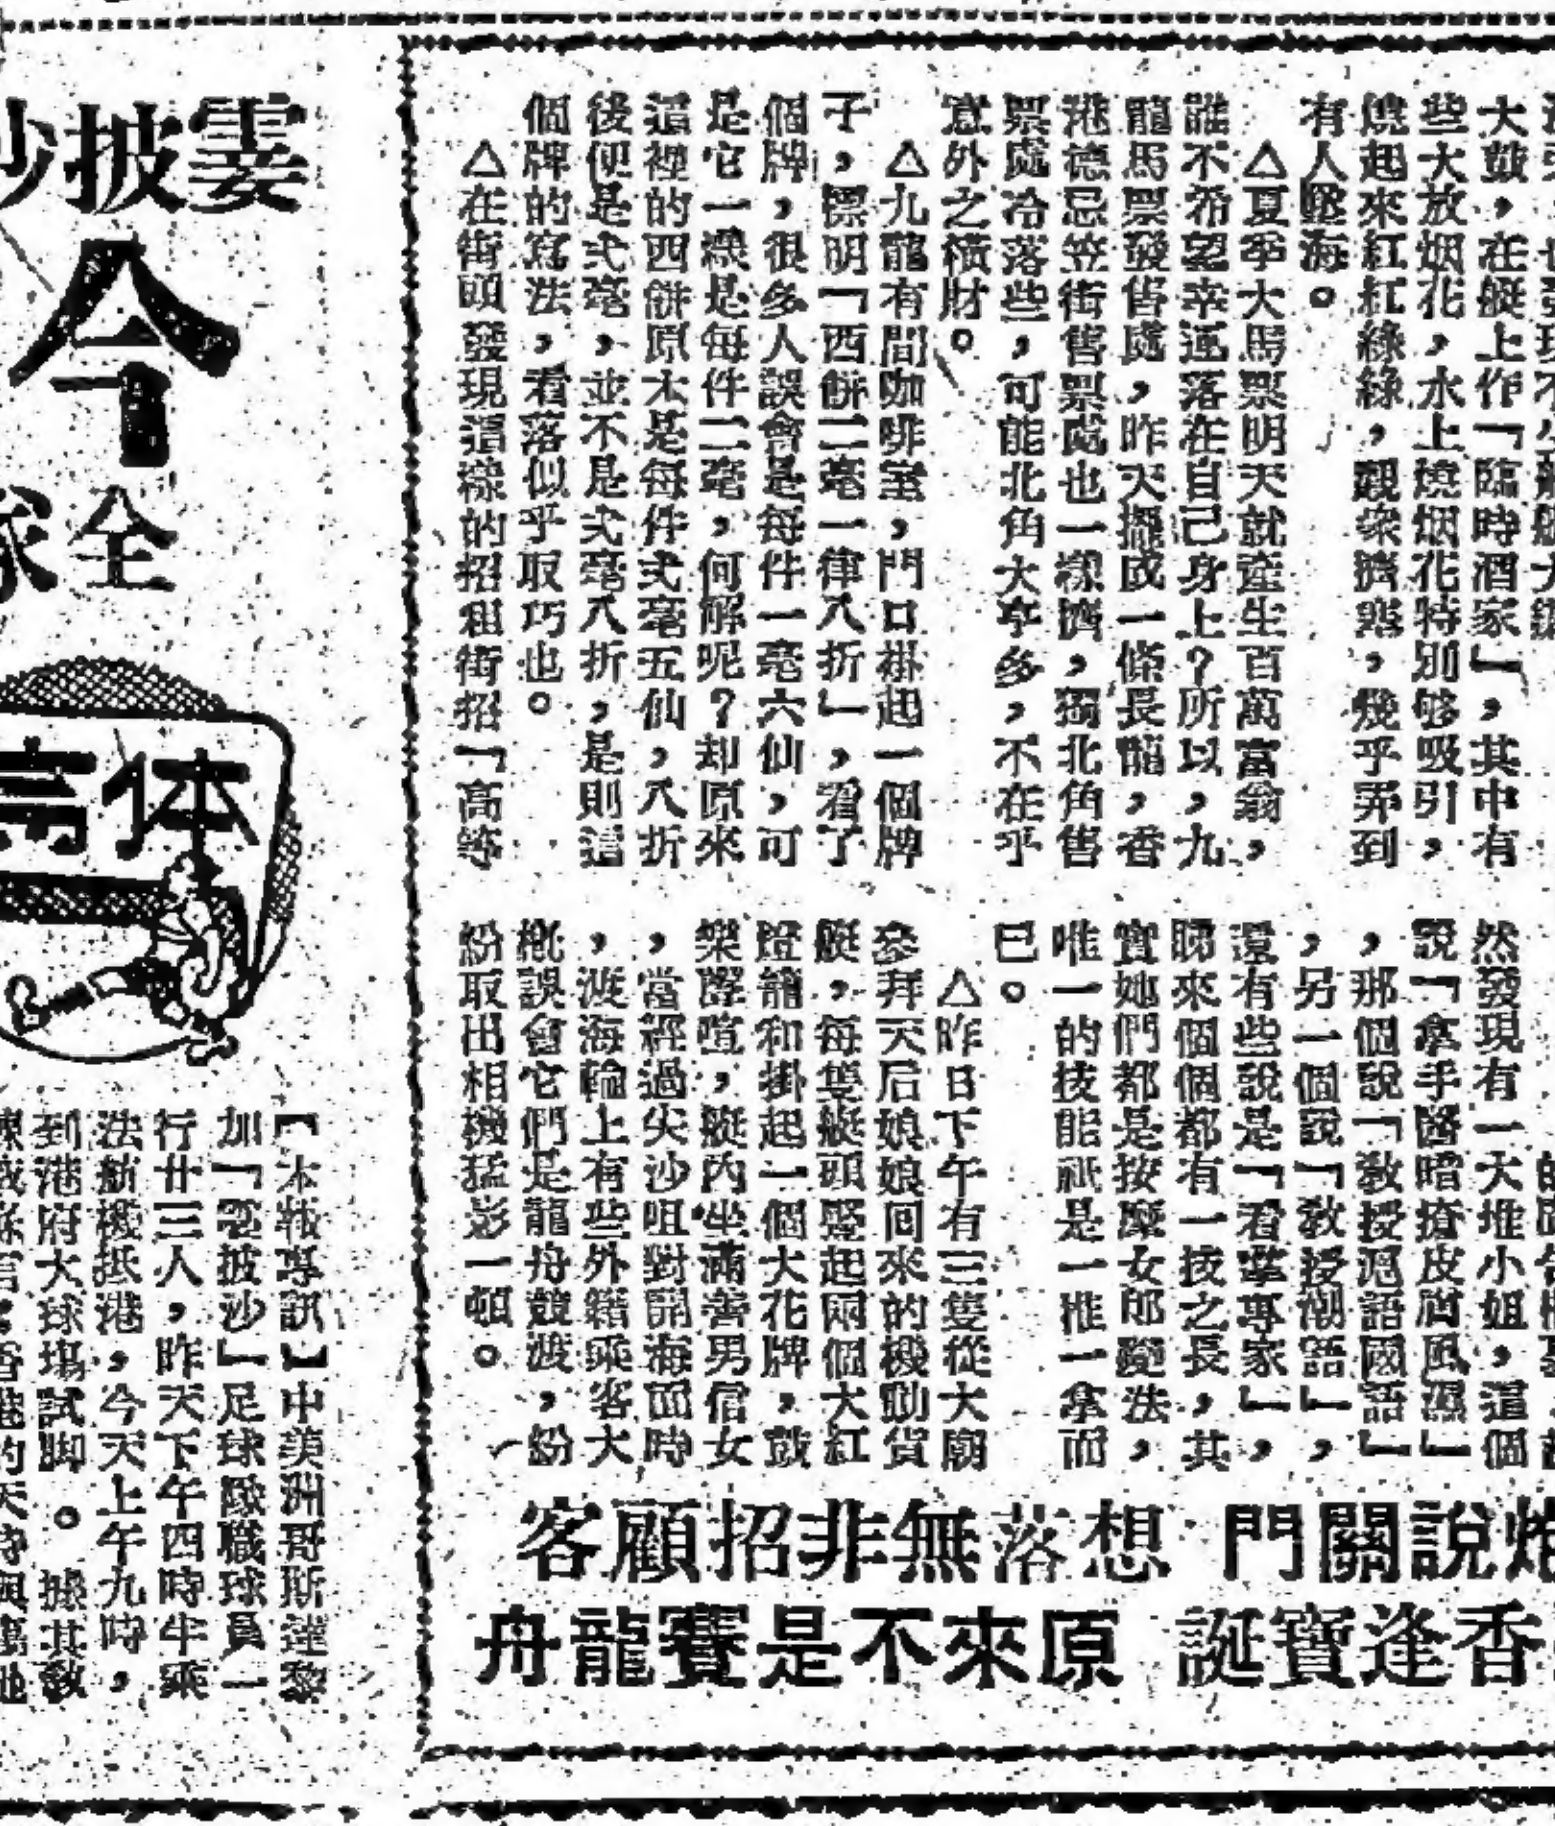 大鼓，在艇上作「臨時酒家」，其中有
些大放烟花，水上燒烟花特別够吸引，
燒起來紅紅綠綠，觀衆擠塞，幾乎弄到
有人墮海。
△夏季大馬票明天就產生百萬富翁，
誰不希望幸運落在自己身上？所以，九
龍馬票發售處，昨天擺成一條長龍，香
港德忌笠街售票處也一樣擠，獨北角售
票處冷落些，可能北角大亨多，不在乎
意外之橫財。
△九龍有間咖啡室，門口掛起一個牌
子，標明「西餅二毫一律八折」，看了
個牌，很多人誤會是每件一毫六仙，可
是它一樣是每件二毫，何解呢？却原來
這裡的西餅原本是每件弍毫五仙，八折
後便是弍毫，並不是弍毫八折，是則這
個牌的寫法，看落似乎取巧也。
△在街頭發現這樣的招租街招「高等
然發現有一大堆小姐，這個
說「拿手醫暗瘡皮膚風濕」
，那個說「敎授滬語國語」
，另一個說「敎授潮語」，
還有些說是「看掌專家」，
睇來個個都有一技之長，其
實她們都是按摩女郎變法，
唯一的技能祇是一推一拿而
已。
△昨日下午有三隻從大廟
參拜天后娘娘回來的機動貨
艇，每隻艇頭豎起兩個大紅
燈籠和掛起一個大花牌，鼓
樂喧，艇內坐滿善男信女
，當經過尖沙咀對開海面時
，渡海輪上有些外籍乘客大
槪誤會它們是龍舟競渡，紛
紛取出相機猛影一頓。
說關門 想落無非招顧客
香逢寶誕 原來不是賽龍舟
霎披沙
今
全
体
【本報專訊】中美洲哥斯達黎
加「霎披沙」足球隊職球員一
行廿三人，昨天下午四時半乘
法航機抵港，今天上午九時，
到港府大球塲試脚。據其敎